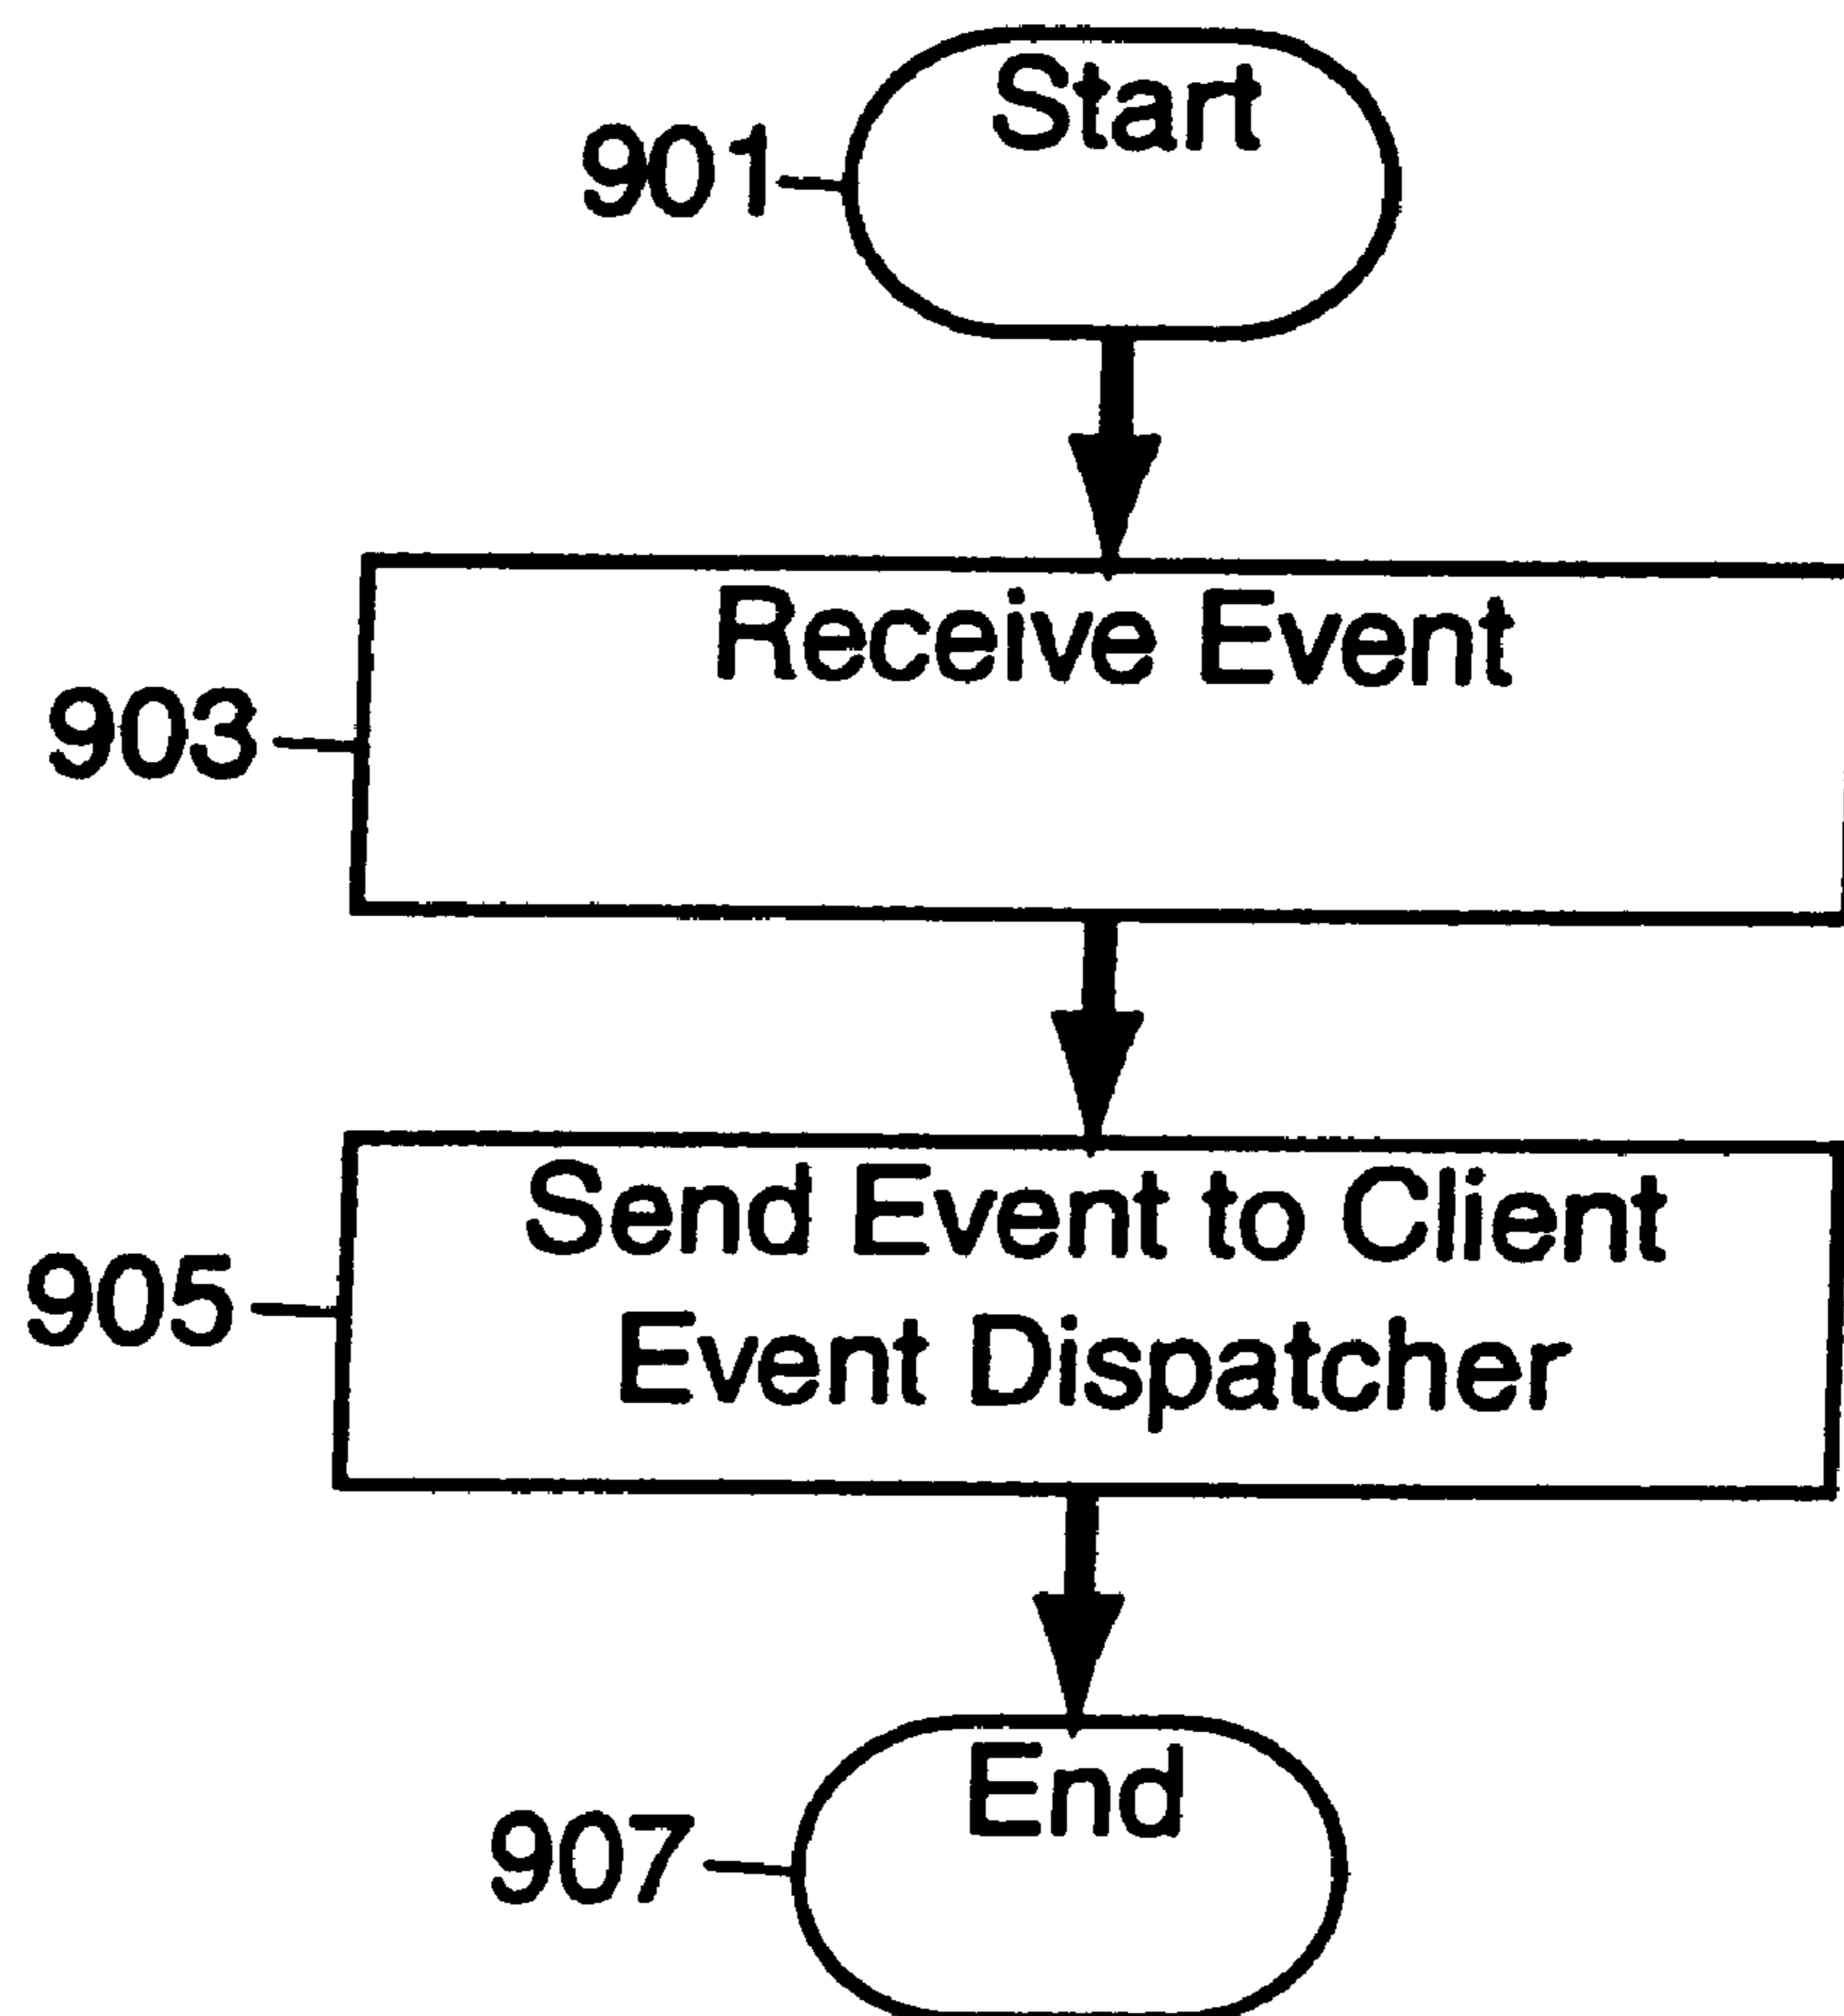 Start
901
Receive Event
903
Send Event to Client
Event Dispatcher
905
End
907